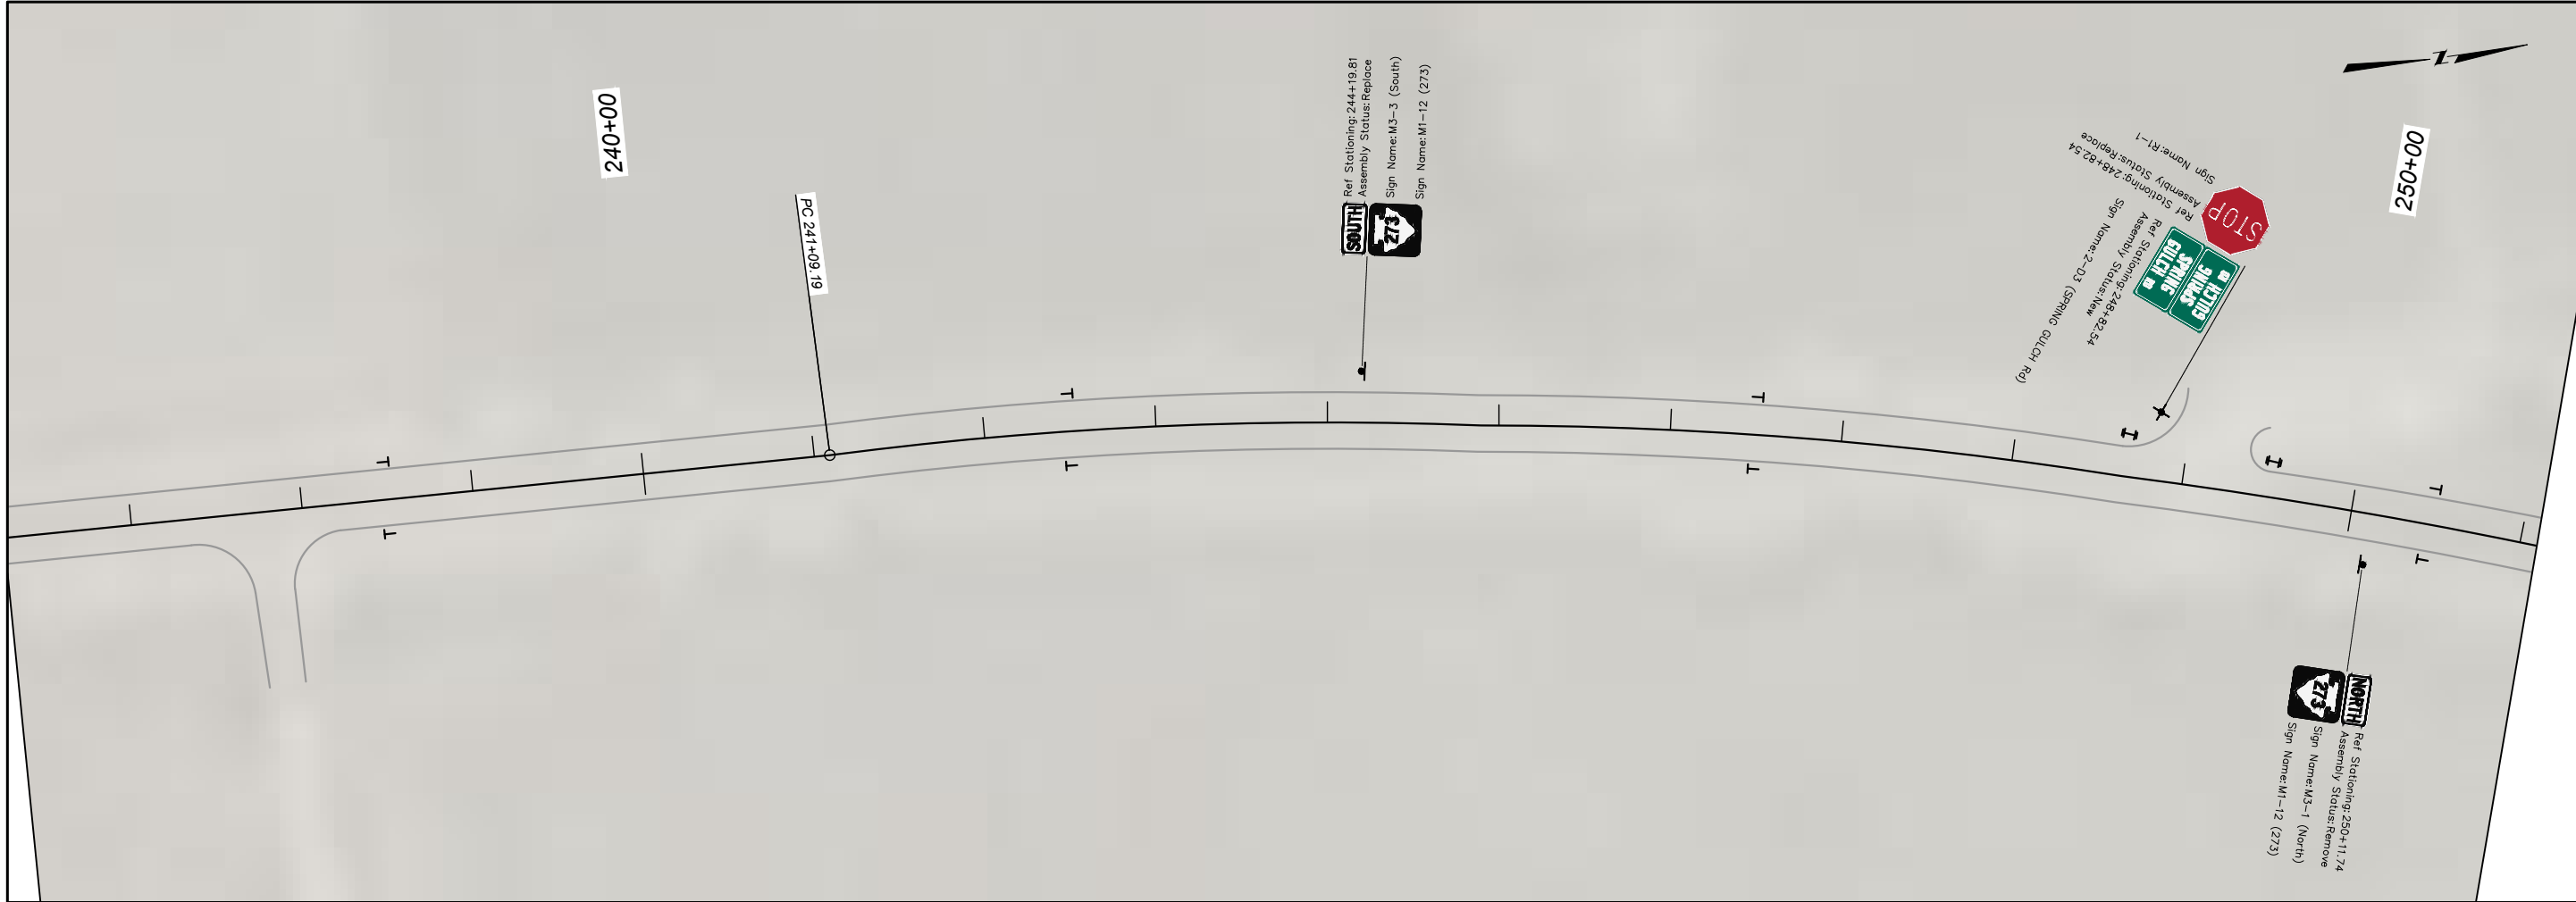 240+00
PC 241+09.19
Ref Stationing: 244+19.81
Assembly Status: Replace
Sign Name: M3-3 (South)
Sign Name: M1-12 (273)
SOUTH
273
Sign Name: R1-1
Assembly Status: Replace
Ref Stationing: 248+82.54
STOP
Ref Stationing: 248+82.54
Assembly Status: New
Sign Name: 2-D3 (SPRING GULCH Rd)
SPRING
GULCH RD
SPRING
GULCH RD
Z
250+00
NORTH
273
Ref Stationing: 250+11.74
Assembly Status: Remove
Sign Name: M3-1 (North)
Sign Name: M1-12 (273)